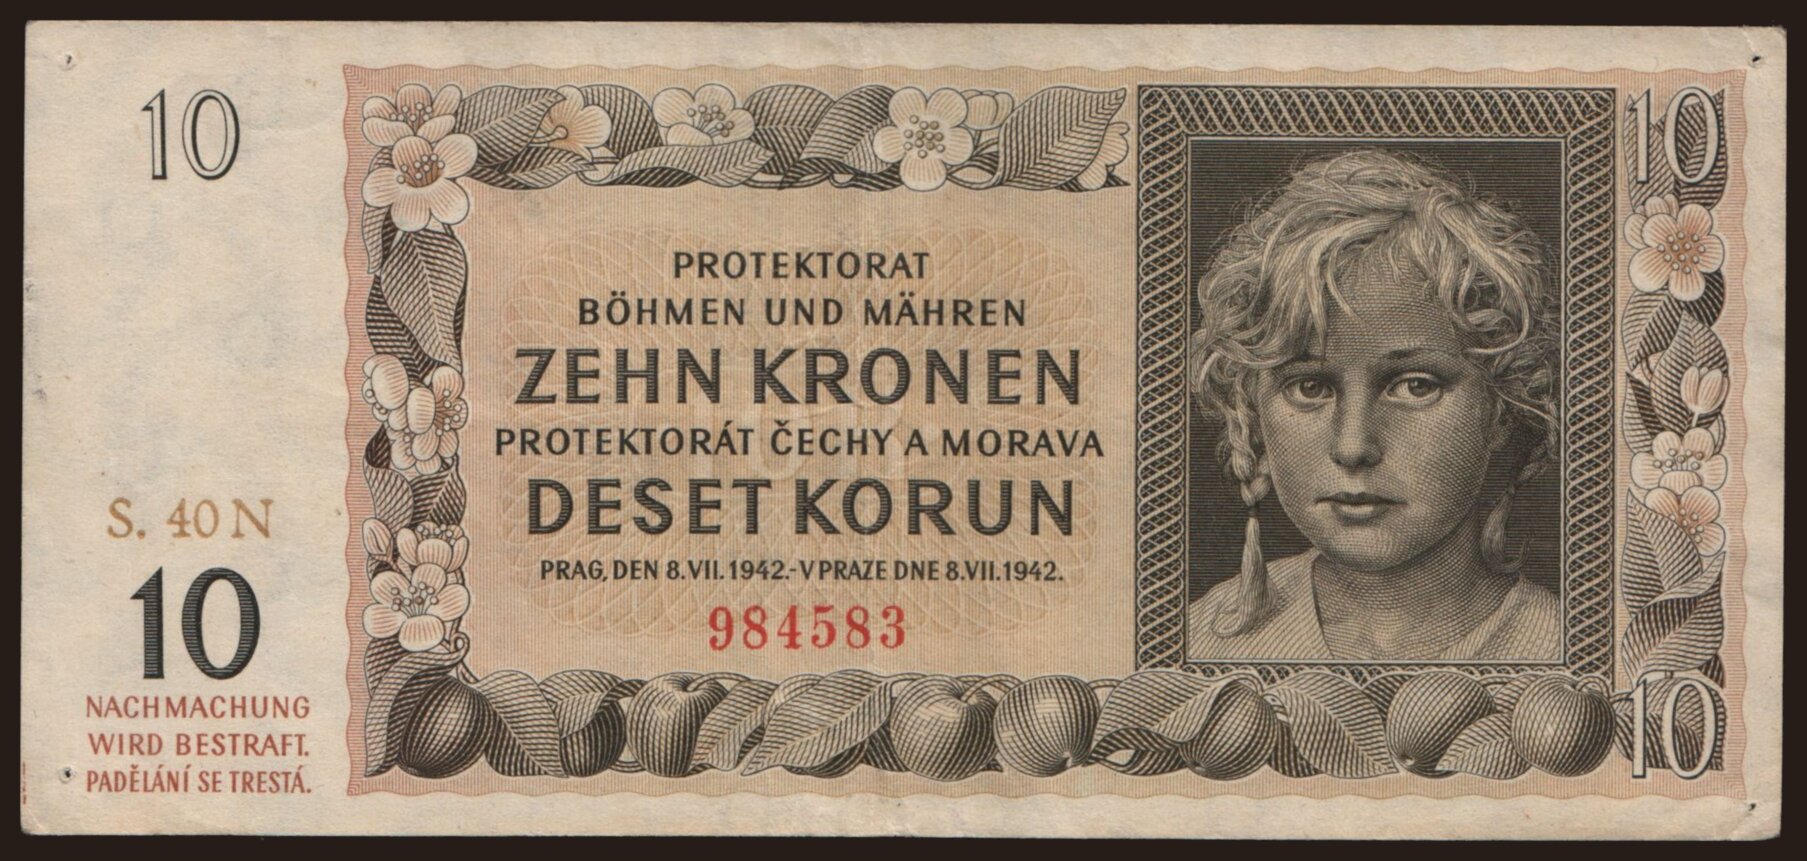 10
10
PROTEKTORAT
BÖHMEN UND MÄHREN
ZEHN KRONEN
PROTEKTORÁT ČECHY A MORAVA
DESET KORUN
PRAG, DEN 8.VII.1942.-V PRAZE DNE 8.VII.1942.
984583
S. 40 N
10
NACHMACHUNG
WIRD BESTRAFT.
PADĚLÁNÍ SE TRESTÁ.
10